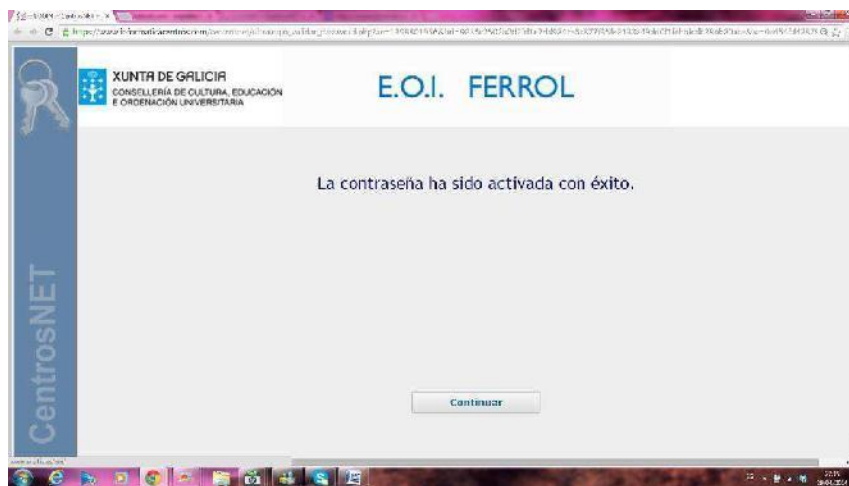 XUNTA DE GALICIA
CONSELLERÍA DE CULTURA, EDUCACIÓN
E ORDENACIÓN UNIVERSITARIA
E.O.I. FERROL
La contraseña ha sido activada con éxito.
CentrosNET
Continuar